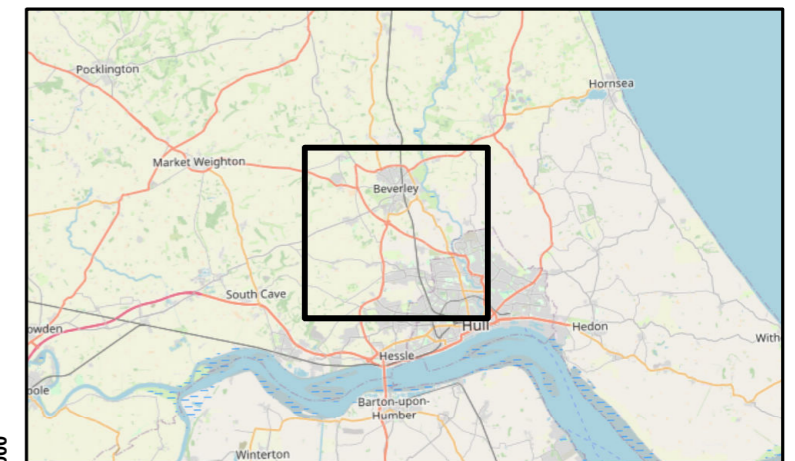 Pocklington
Hornsea
Market Weighton
Beverley
South Cave
owden
Hull
Hedon
With
Hessle
oole
Barton-upon-
Humber
Winterton